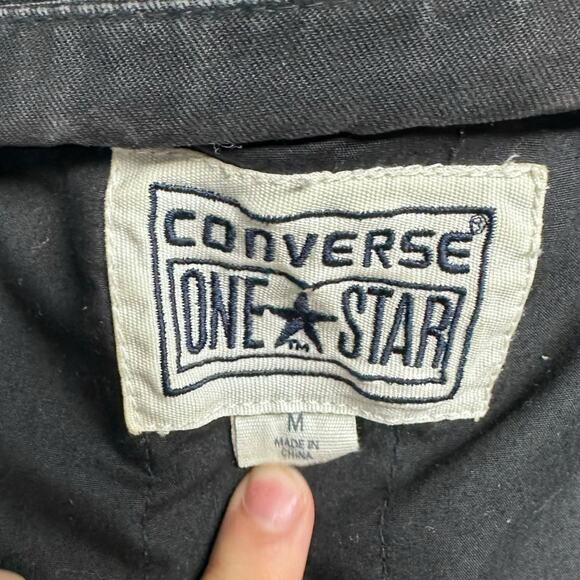 CONVERSE®
ONE ★ STAR
™
M
MADE IN
CHINA